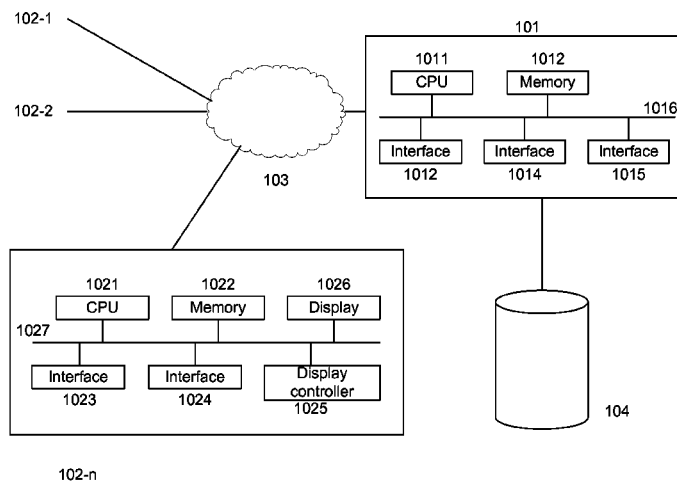 102-1
101
1011
1012
CPU
Memory
102-2
1016
Interface
Interface
Interface
103
1012
1014
1015
1021
1022
1026
CPU
Memory
Display
1027
Interface
Interface
Display
controller
1023
1024
1025
104
102-n